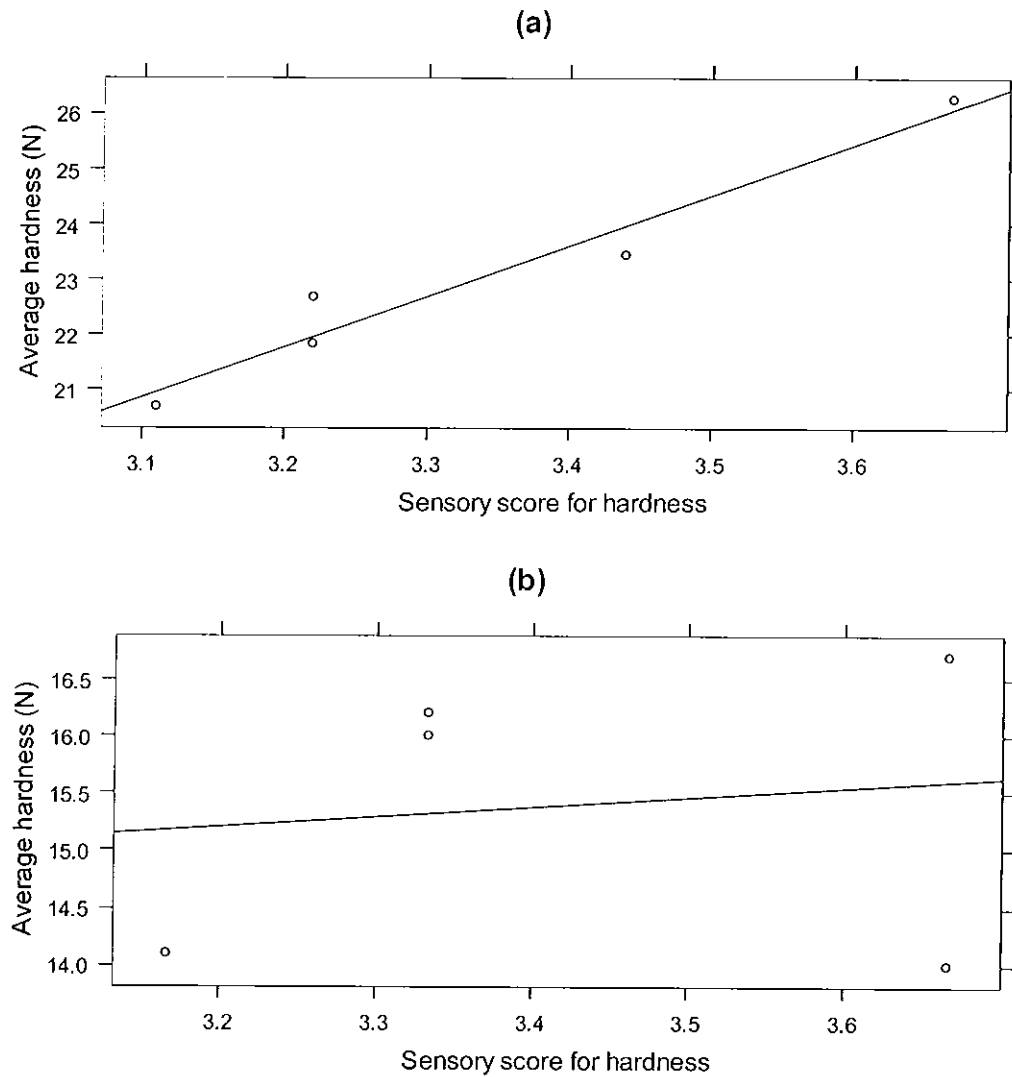 (a)
Average hardness (N)
26
25
24
23
22
21
3.1 3.2 3.3 3.4 3.5 3.6
Sensory score for hardness
(b)
Average hardness (N)
16.5
16.0
15.5
15.0
14.5
14.0
3.2 3.3 3.4 3.5 3.6
Sensory score for hardness